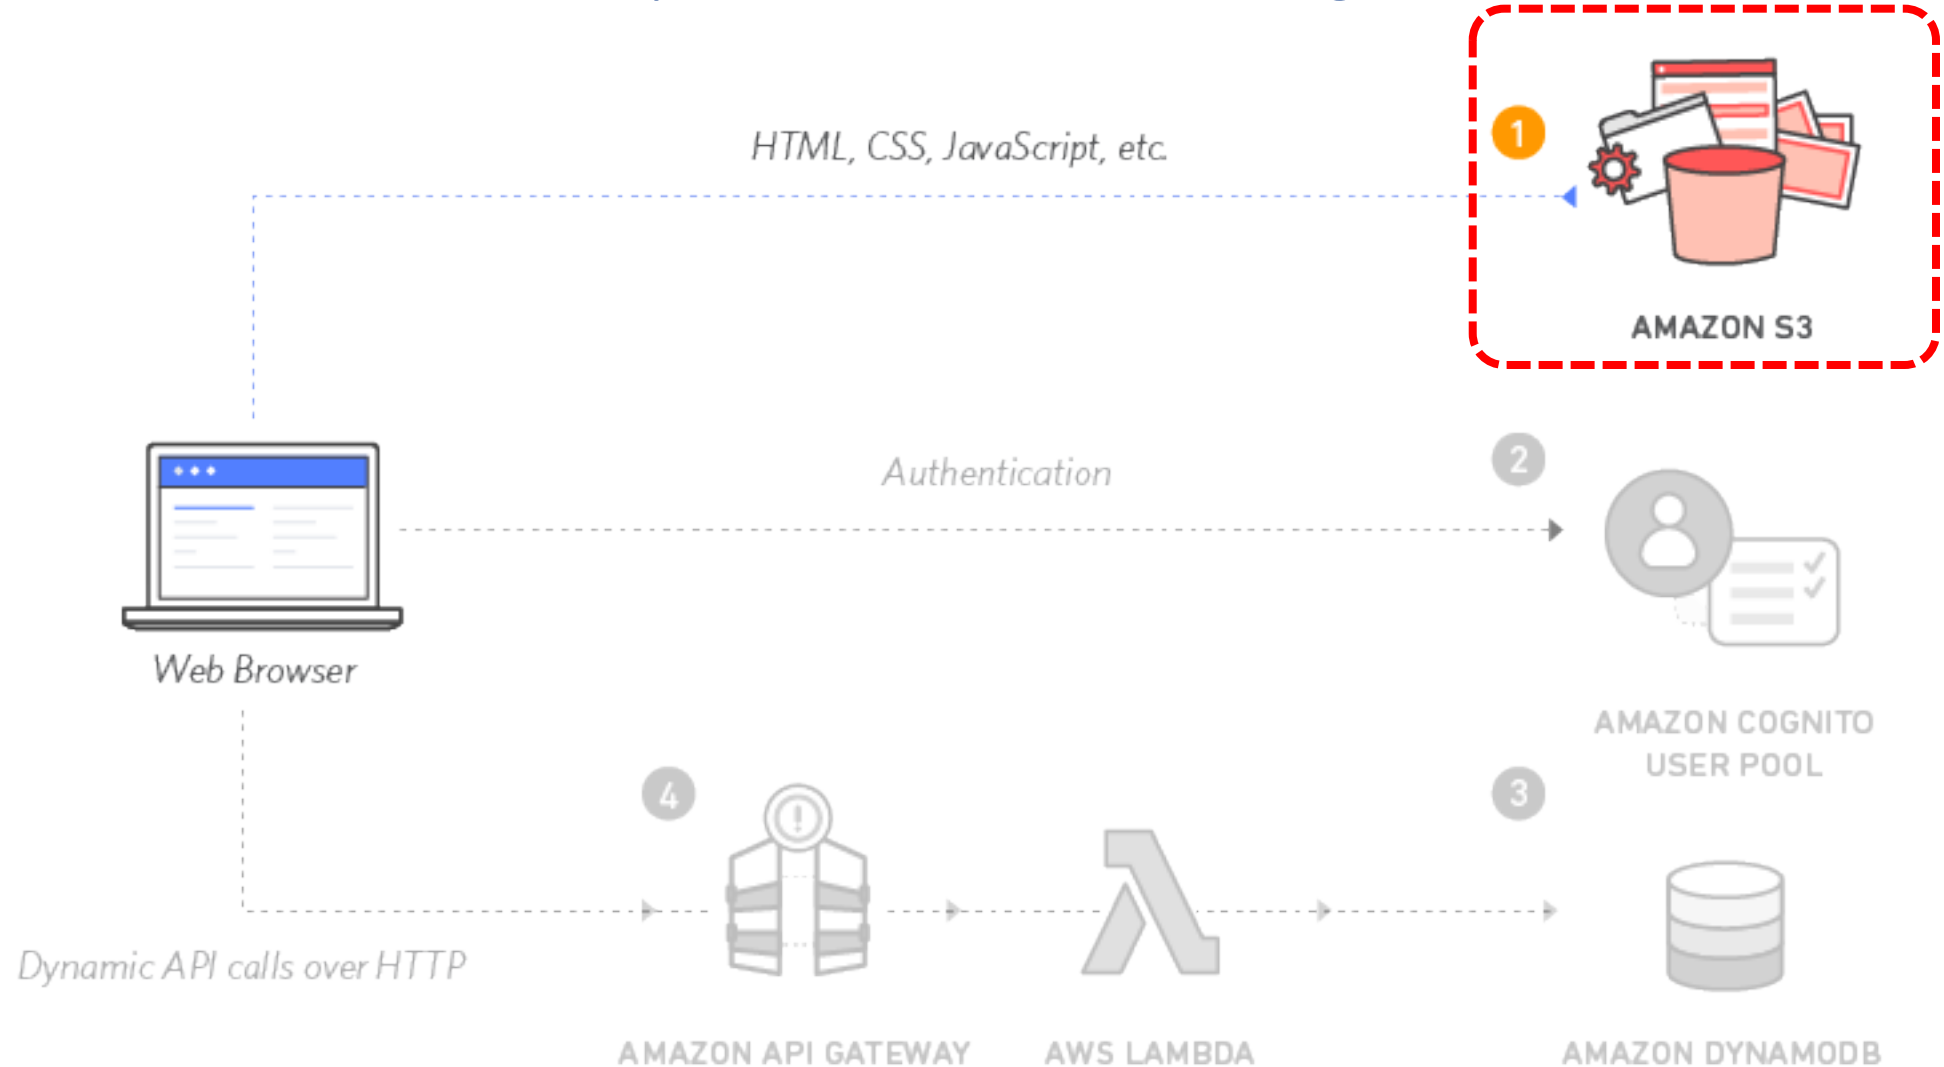 HTML, CSS, JavaScript, etc.
1
AMAZON S3
Authentication
2
Web Browser
AMAZON COGNITO
USER POOL
4
3
Dynamic API calls over HTTP
AMAZON API GATEWAY
AWS LAMBDA
AMAZON DYNAMODB